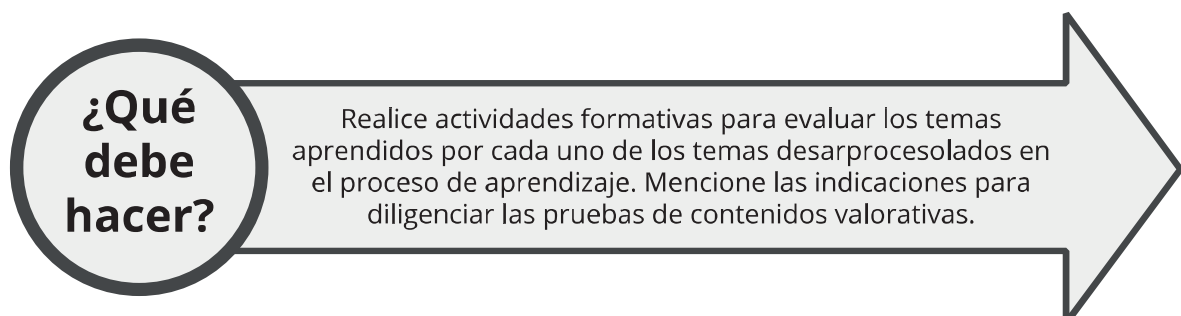 ¿Qué
debe
hacer?
Realice actividades formativas para evaluar los temas
aprendidos por cada uno de los temas desarprocesolados en
el proceso de aprendizaje. Mencione las indicaciones para
diligenciar las pruebas de contenidos valorativas.